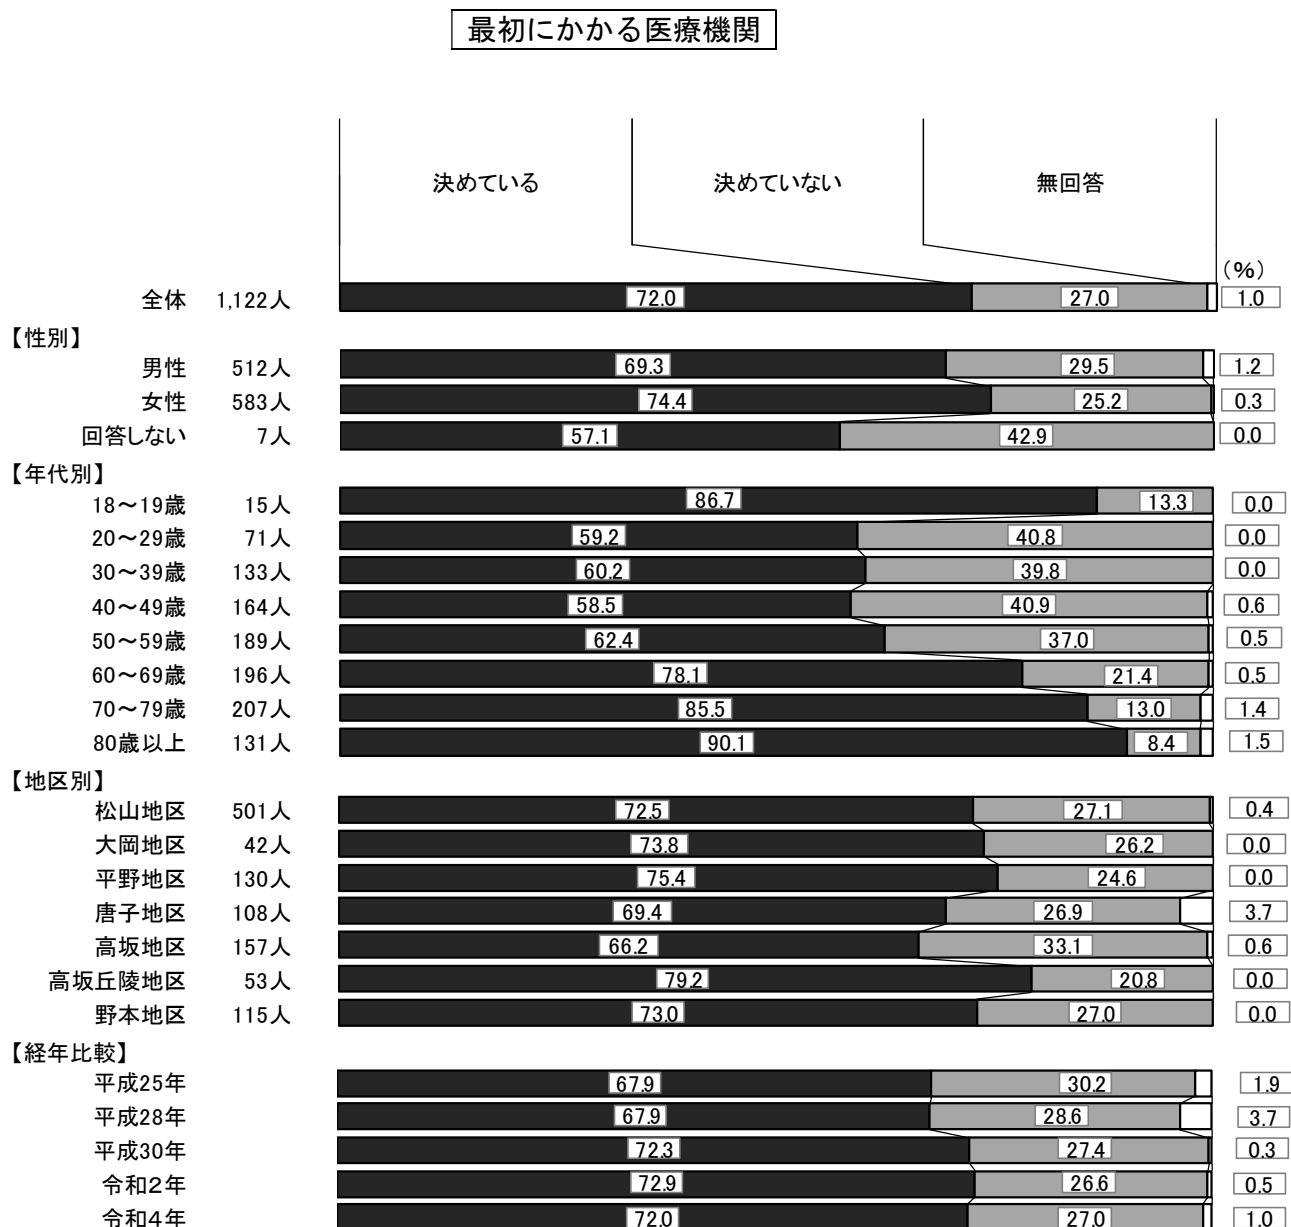 最初にかかる医療機関
決めている 決めていない 無回答
(%)
全体 1,122人 72.0 27.0 1.0
【性別】
男性 512人 69.3 29.5 1.2
女性 583人 74.4 25.2 0.3
回答しない 7人 57.1 42.9 0.0
【年代別】
18～19歳 15人 86.7 13.3 0.0
20～29歳 71人 59.2 40.8 0.0
30～39歳 133人 60.2 39.8 0.0
40～49歳 164人 58.5 40.9 0.6
50～59歳 189人 62.4 37.0 0.5
60～69歳 196人 78.1 21.4 0.5
70～79歳 207人 85.5 13.0 1.4
80歳以上 131人 90.1 8.4 1.5
【地区別】
松山地区 501人 72.5 27.1 0.4
大岡地区 42人 73.8 26.2 0.0
平野地区 130人 75.4 24.6 0.0
唐子地区 108人 69.4 26.9 3.7
高坂地区 157人 66.2 33.1 0.6
高坂丘陵地区 53人 79.2 20.8 0.0
野本地区 115人 73.0 27.0 0.0
【経年比較】
平成25年 67.9 30.2 1.9
平成28年 67.9 28.6 3.7
平成30年 72.3 27.4 0.3
令和2年 72.9 26.6 0.5
令和4年 72.0 27.0 1.0